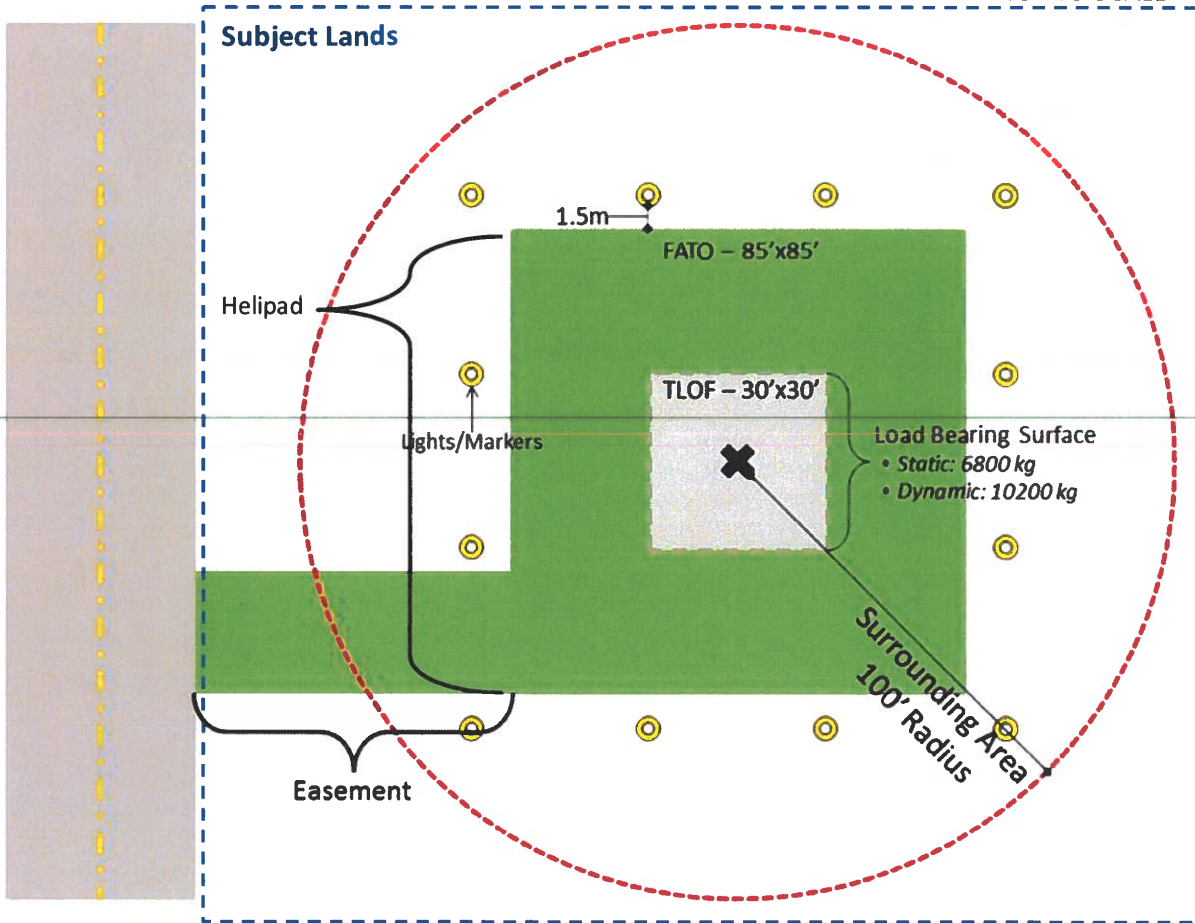 Subject Lands
1.5m
FATO – 85'x85'
Helipad
TLOF – 30'x30'
Lights/Markers
Load Bearing Surface
• Static: 6800 kg
• Dynamic: 10200 kg
Surrounding Area
100' Radius
Easement